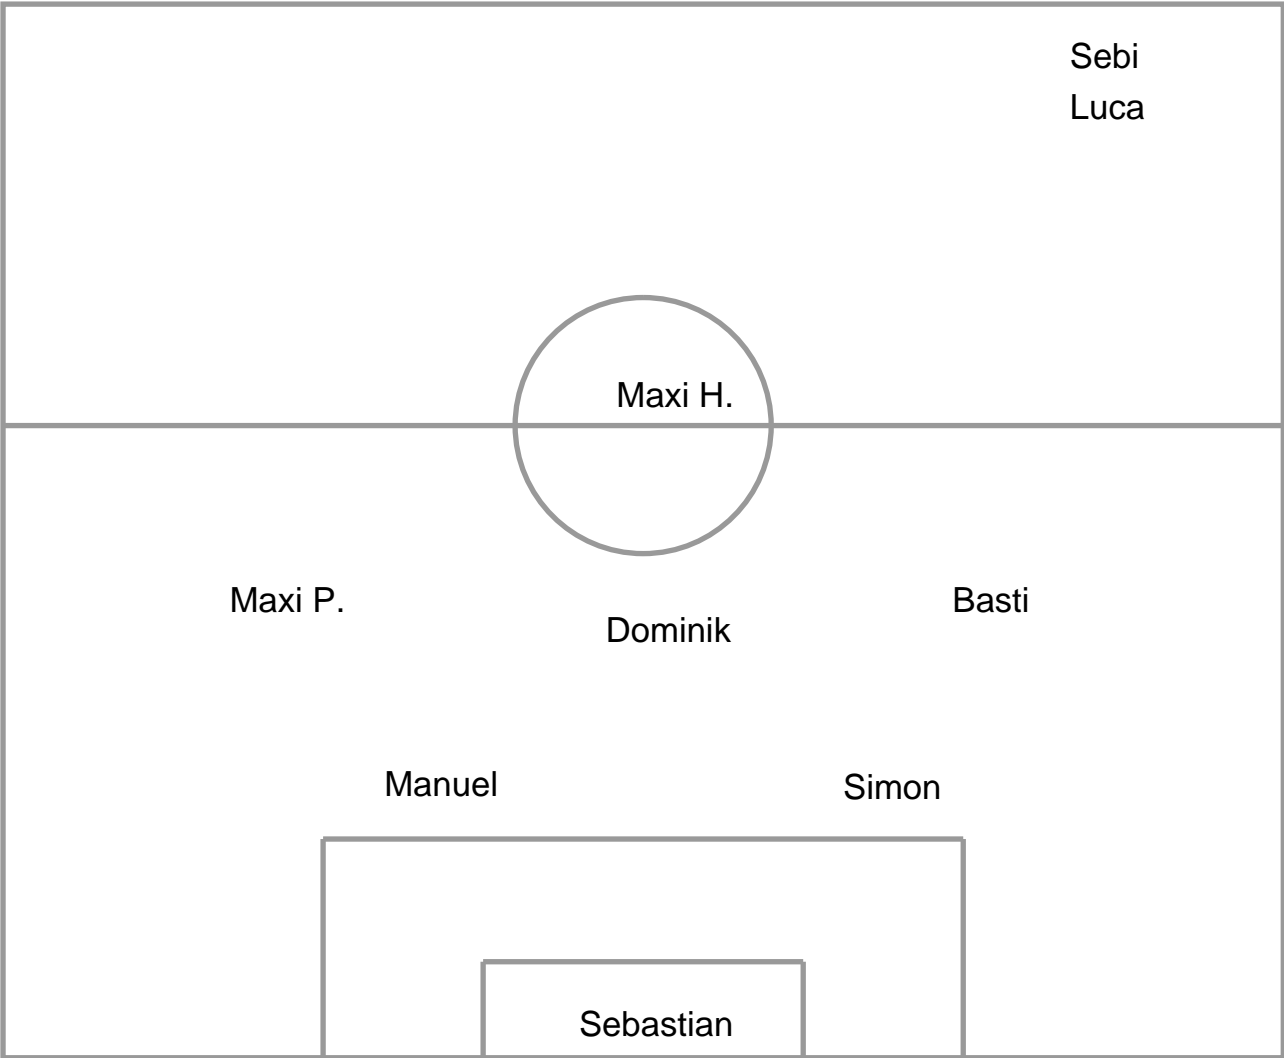 Sebi
Luca
Maxi H.
Maxi P.
Basti
Dominik
Manuel
Simon
Sebastian